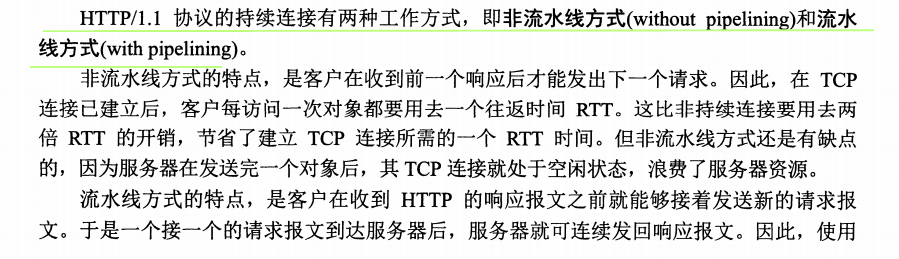 HTTP/1.1 协议的持续连接有两种工作方式，即非流水线方式(without pipelining)和流水
线方式(with pipelining)。
非流水线方式的特点，是客户在收到前一个响应后才能发出下一个请求。因此，在 TCP
连接已建立后，客户每访问一次对象都要用去一个往返时间 RTT。这比非持续连接要用去两
倍 RTT 的开销，节省了建立 TCP 连接所需的一个 RTT 时间。但非流水线方式还是有缺点
的，因为服务器在发送完一个对象后，其 TCP 连接就处于空闲状态，浪费了服务器资源。
流水线方式的特点，是客户在收到 HTTP 的响应报文之前就能够接着发送新的请求报
文。于是一个接一个的请求报文到达服务器后，服务器就可连续发回响应报文。因此，使用